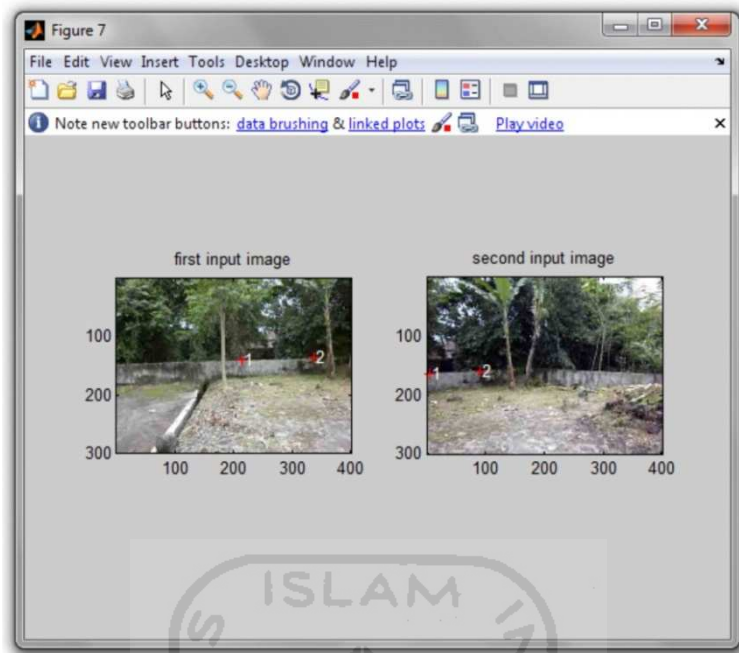 Figure 7
File Edit View Insert Tools Desktop Window Help
Note new toolbar buttons: data brushing & linked plots Play video
first input image
second input image
100
200
300
100 200 300 400
1
2
100
200
300
100 200 300 400
1
2
ISLAM